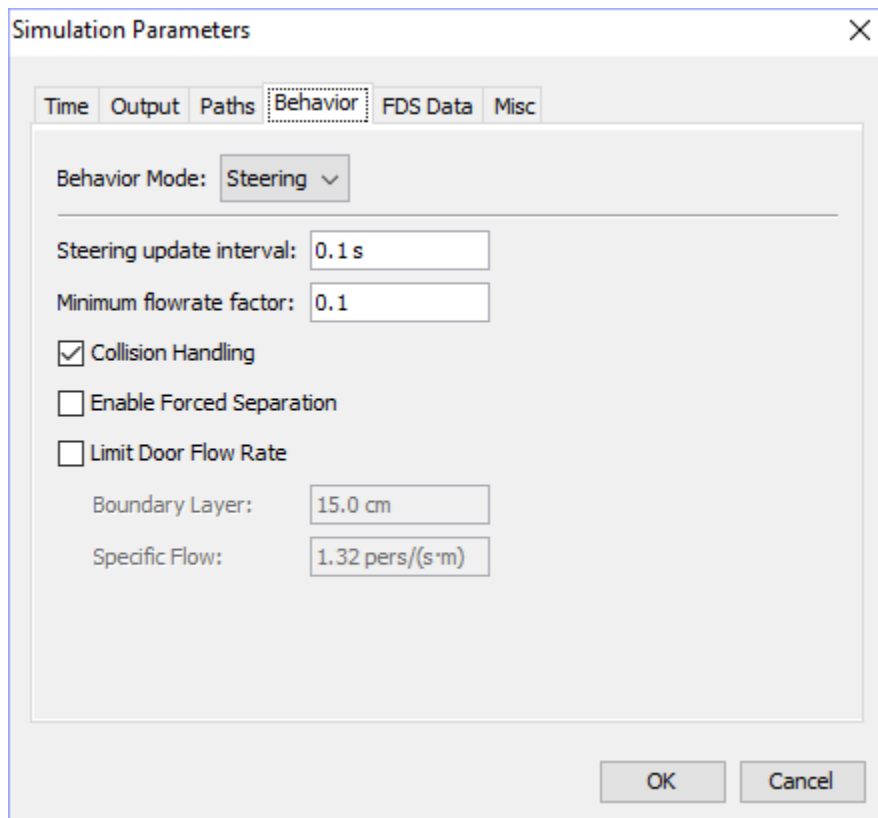 Simulation Parameters
Time Output Paths Behavior FDS Data Misc
Behavior Mode: Steering
Steering update interval: 0.1 s
Minimum flowrate factor: 0.1
Collision Handling
Enable Forced Separation
Limit Door Flow Rate
Boundary Layer: 15.0 cm
Specific Flow: 1.32 pers/(s·m)
OK Cancel